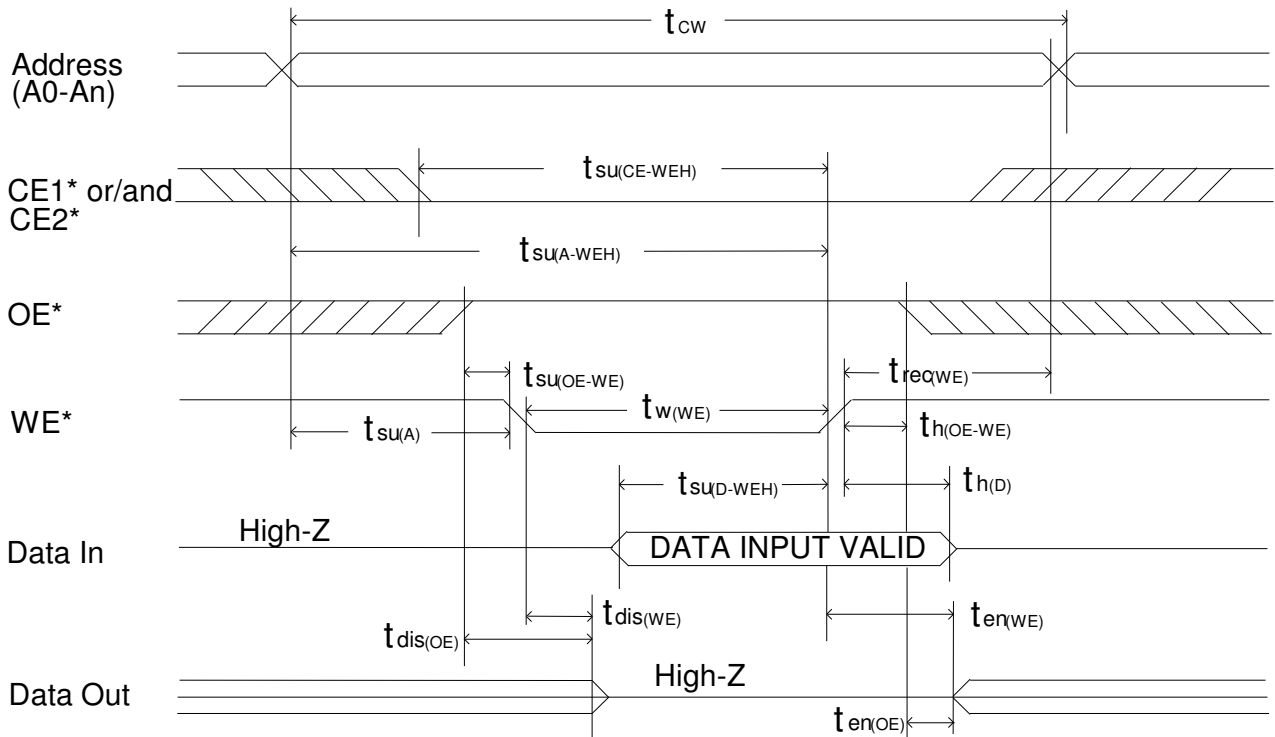 tCW
Address
(A0-An)
tsu(CE-WEH)
CE1* or/and
CE2*
tsu(A-WEH)
OE*
tsu(OE-WE)
trec(WE)
WE*
tw(WE)
tsu(A)
th(OE-WE)
tsu(D-WEH)
th(D)
High-Z
Data In
DATA INPUT VALID
tdis(WE)
ten(WE)
tdis(OE)
High-Z
Data Out
ten(OE)